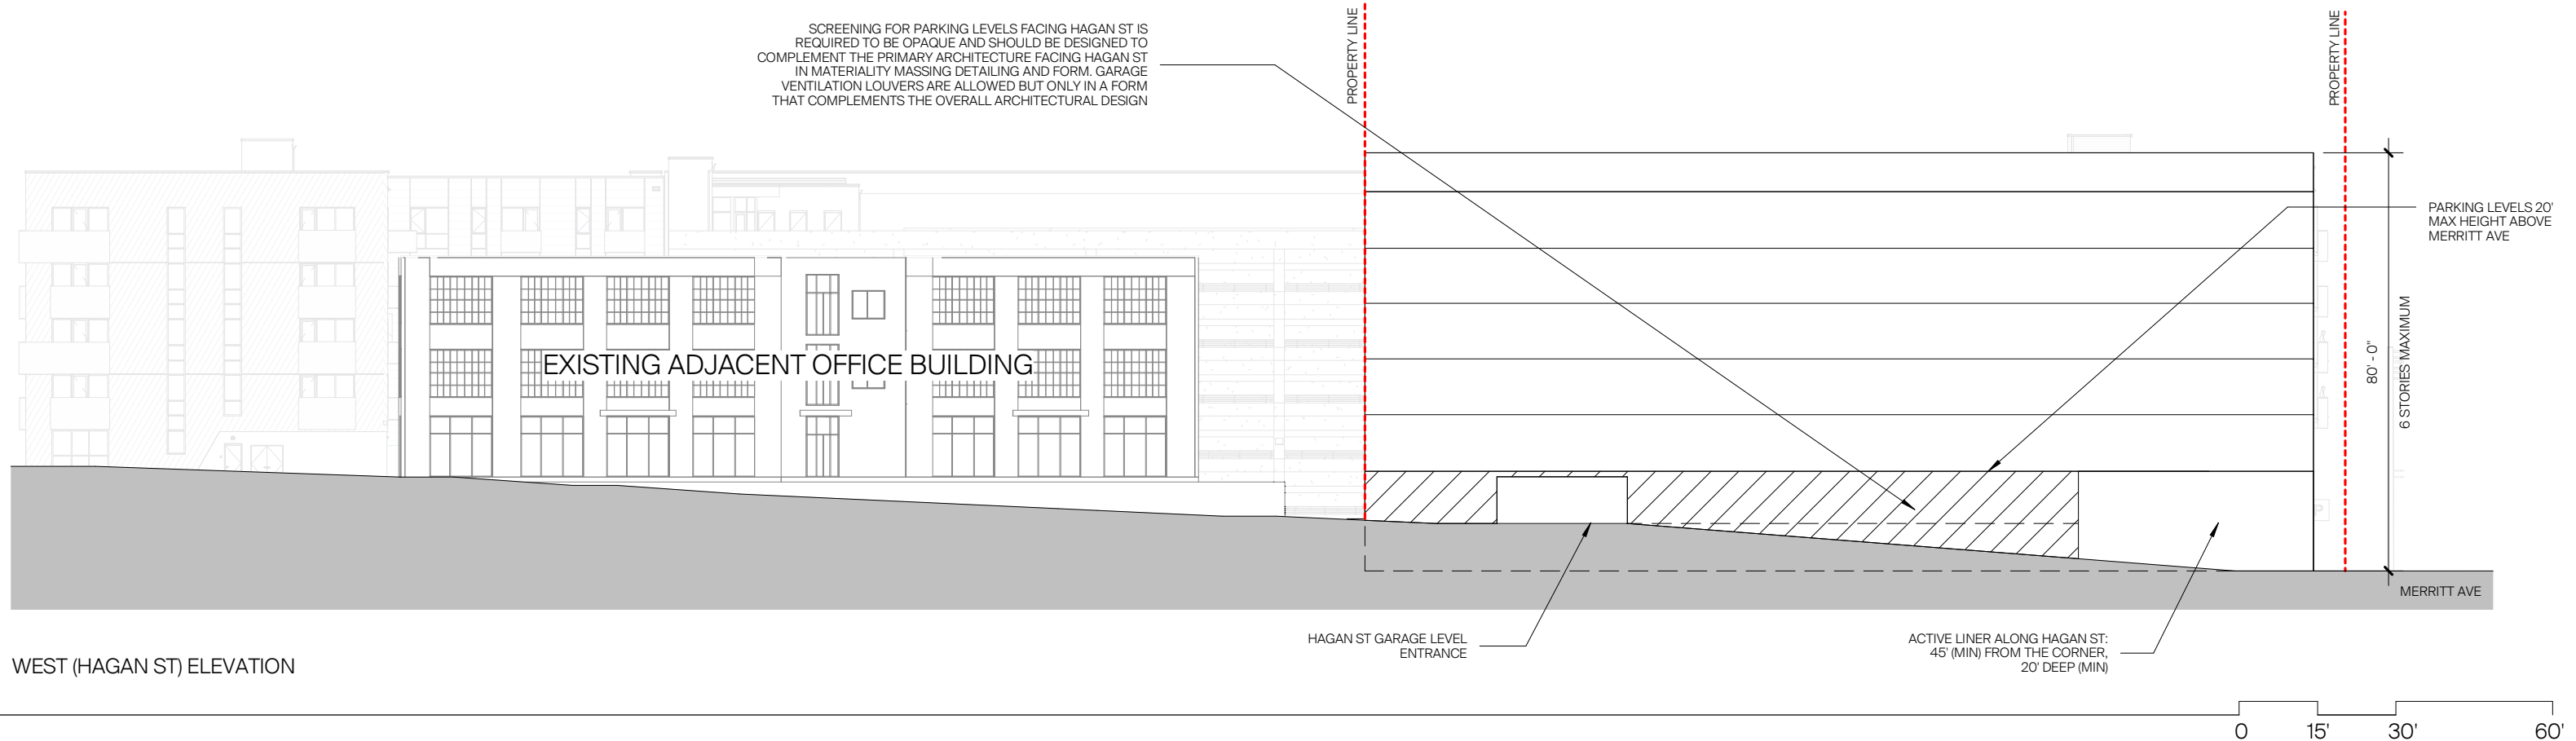 SCREENING FOR PARKING LEVELS FACING HAGAN ST IS
REQUIRED TO BE OPAQUE AND SHOULD BE DESIGNED TO
COMPLEMENT THE PRIMARY ARCHITECTURE FACING HAGAN ST
IN MATERIALITY MASSING DETAILING AND FORM. GARAGE
VENTILATION LOUVERS ARE ALLOWED BUT ONLY IN A FORM
THAT COMPLEMENTS THE OVERALL ARCHITECTURAL DESIGN
PROPERTY LINE
PROPERTY LINE
PARKING LEVELS 20'
MAX HEIGHT ABOVE
MERRITT AVE
EXISTING ADJACENT OFFICE BUILDING
80' - 0"
6 STORIES MAXIMUM
MERRITT AVE
HAGAN ST GARAGE LEVEL
ENTRANCE
ACTIVE LINER ALONG HAGAN ST:
45' (MIN) FROM THE CORNER,
20' DEEP (MIN)
WEST (HAGAN ST) ELEVATION
0 15' 30' 60'